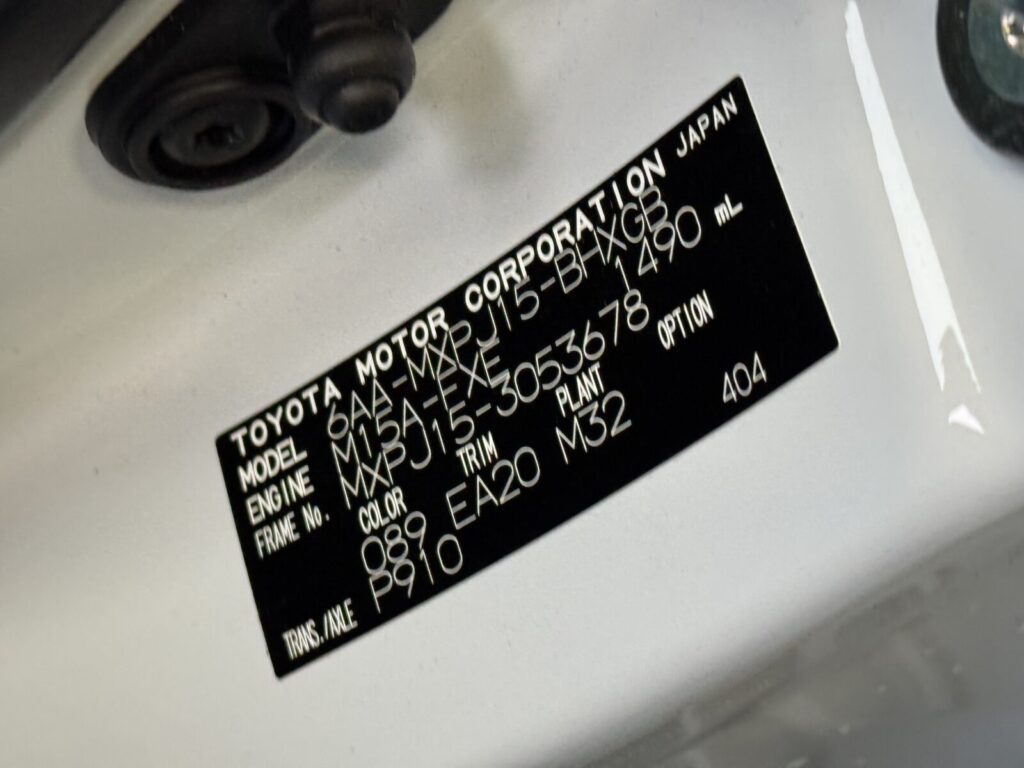 TOYOTA MOTOR CORPORATION JAPAN
MODEL 6AA-MXPJ15-BHXGB
ENGINE M15A-FXE 1490 mL
FRAME No. MXPJ15-3053678
COLOR TRIM PLANT OPTION
089 EA20 M32 404
TRANS./AXLE P910